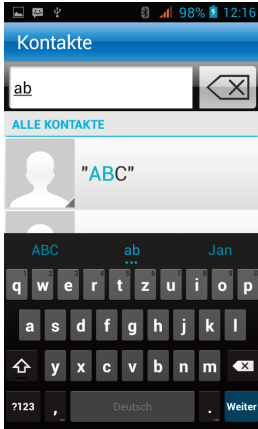 98% 12:16
Kontakte
ab
ALLE KONTAKTE
"ABC"
ABC ab Jan
q w e r t z u i o p
a s d f g h j k l
y x c v b n m
?123 , Deutsch . Weiter